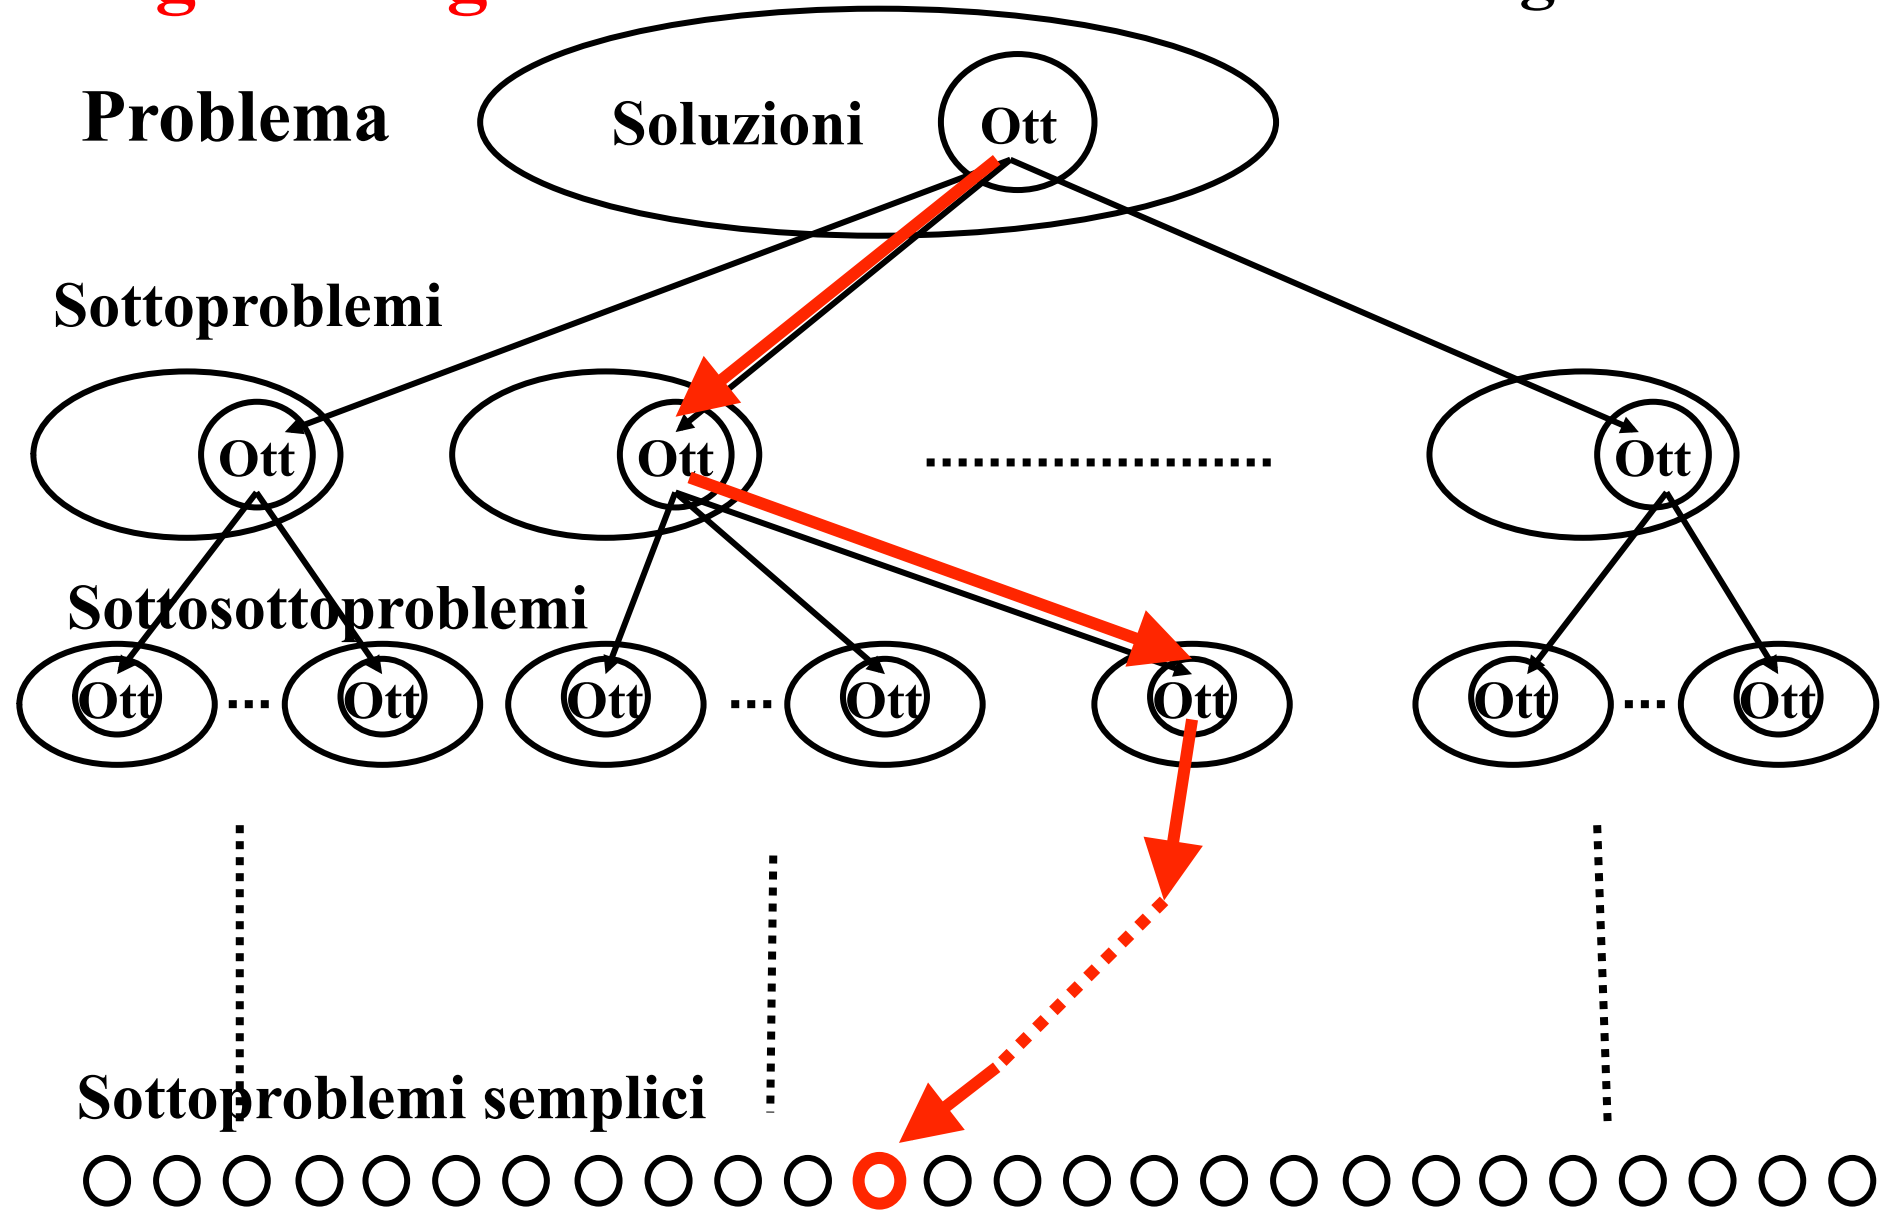 Problema
Soluzioni Ott
Sottoproblemi
Ott Ott Ott
Sottosottoproblemi
Ott ... Ott Ott ... Ott Ott Ott ... Ott
Sottoproblemi semplici